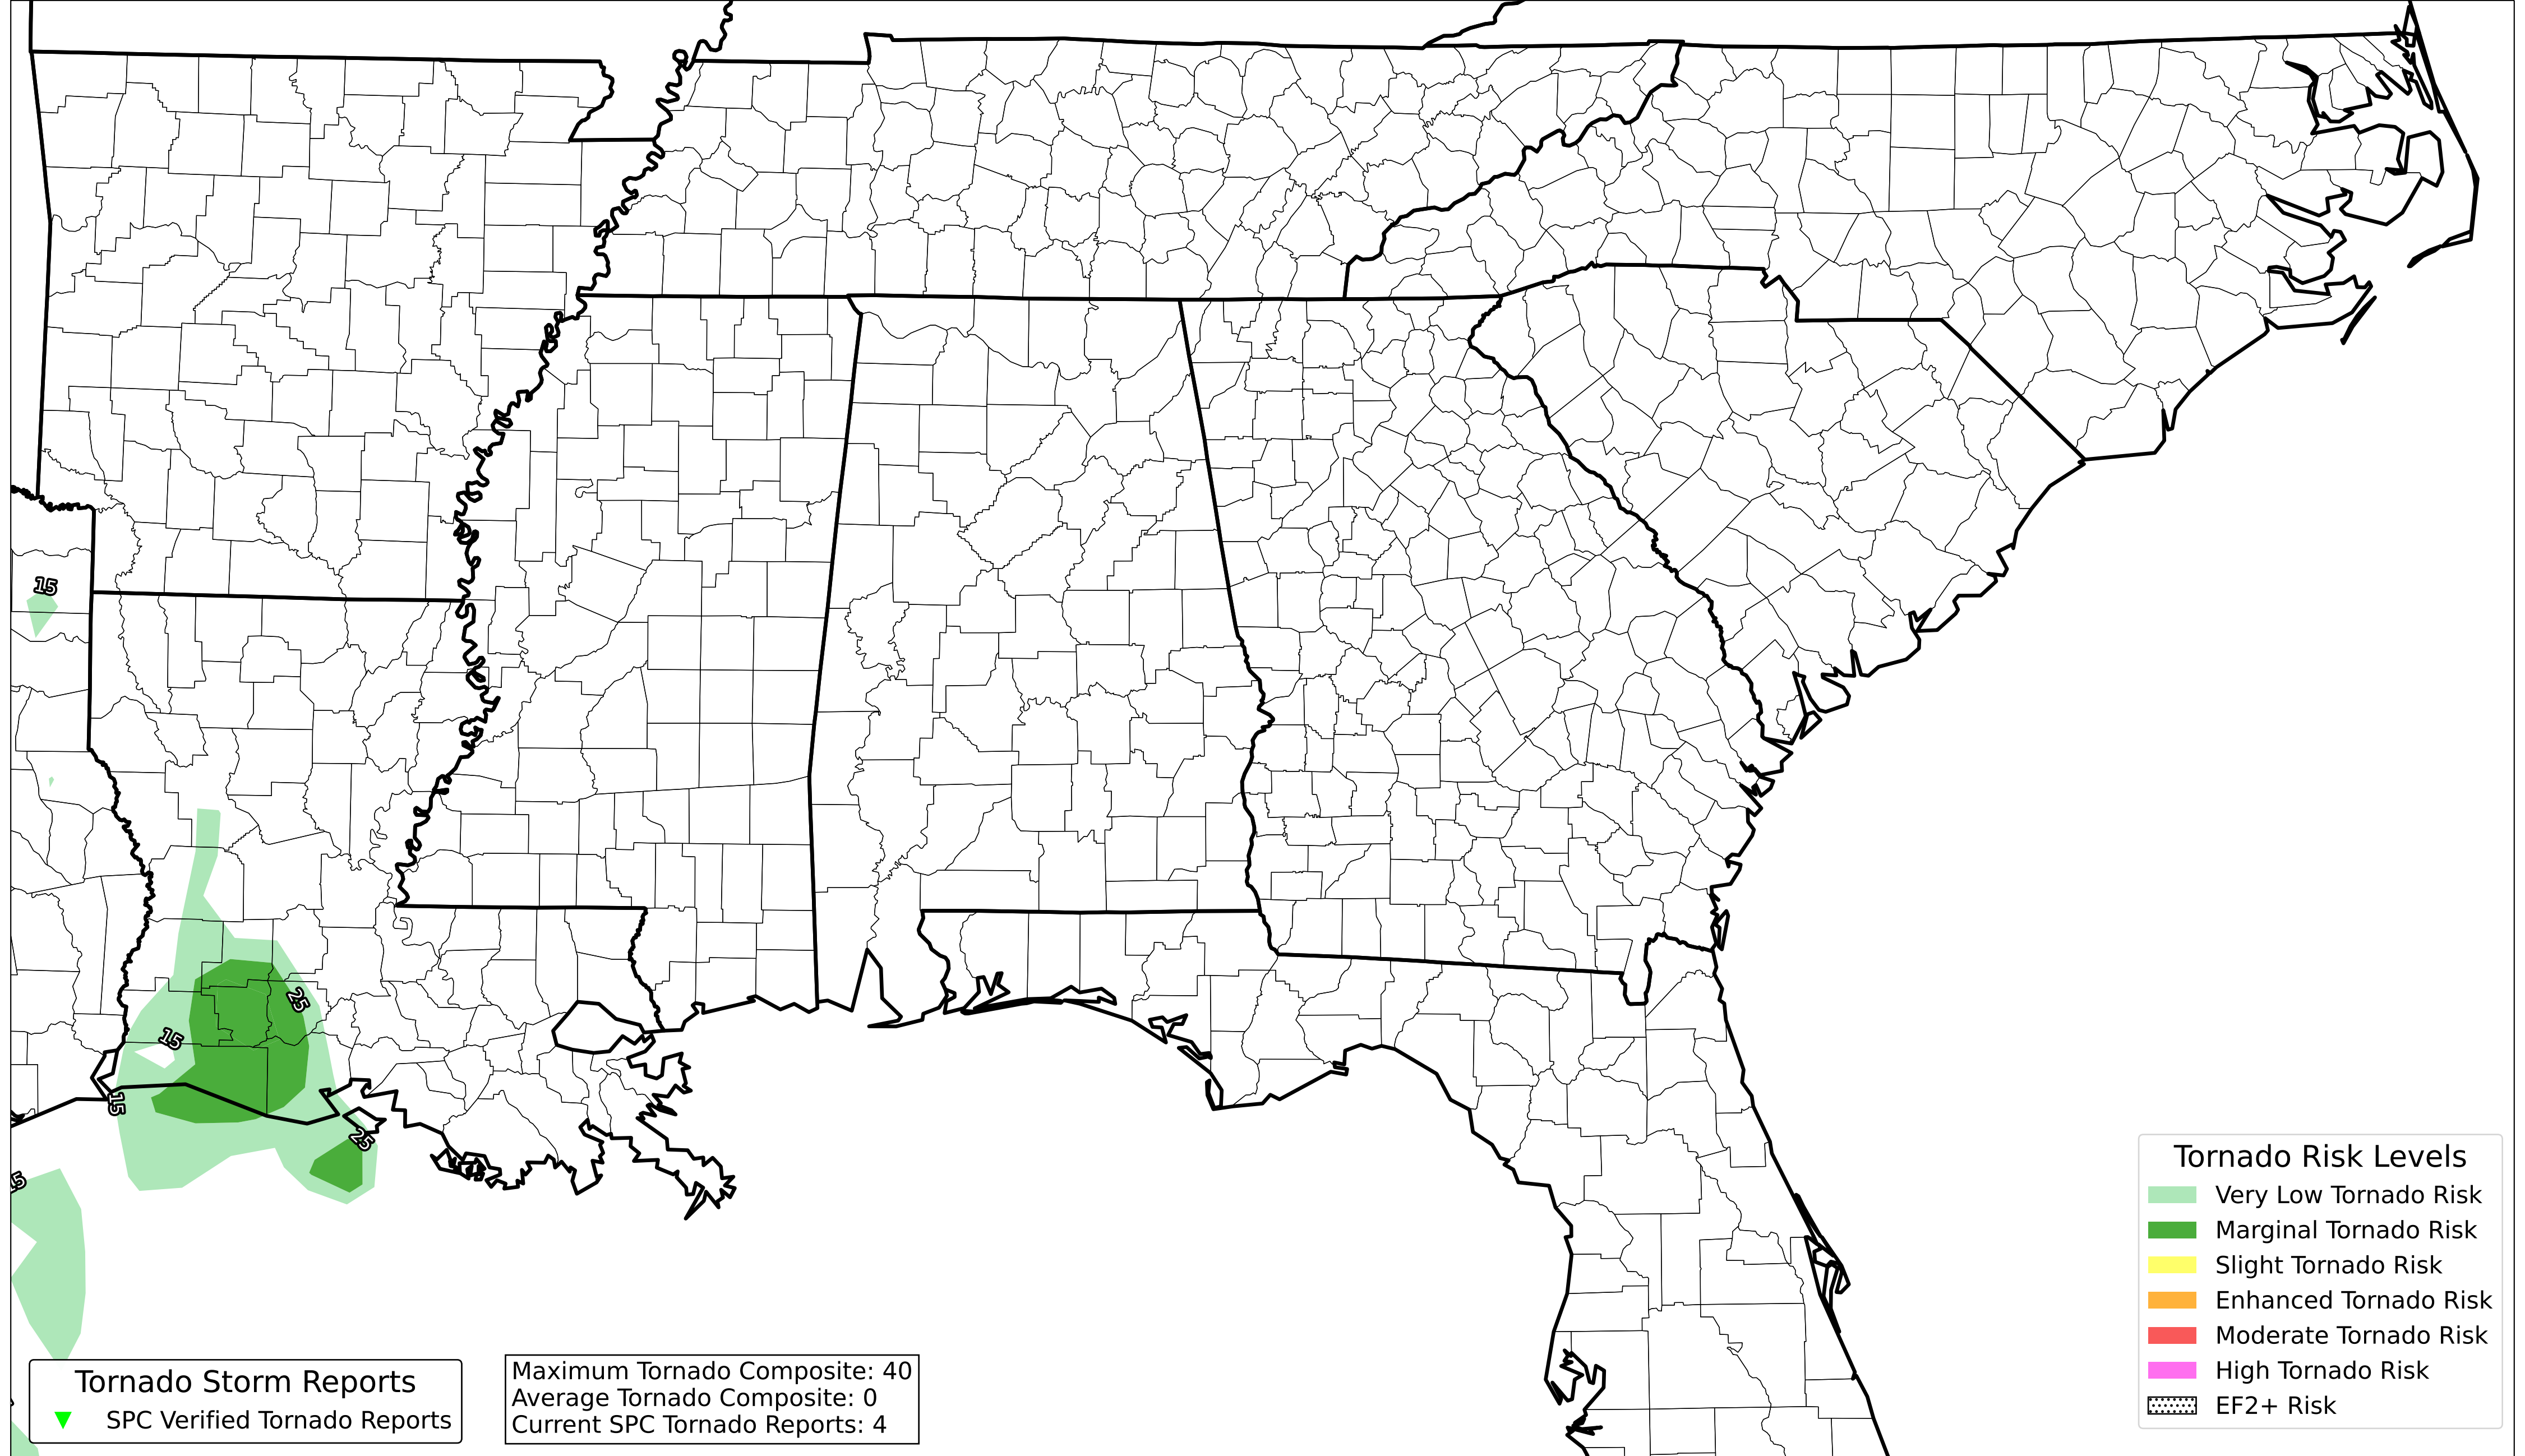 15
25
15
15
25
Tornado Risk Levels
Very Low Tornado Risk
Marginal Tornado Risk
Slight Tornado Risk
Enhanced Tornado Risk
Moderate Tornado Risk
High Tornado Risk
EF2+ Risk
Tornado Storm Reports
SPC Verified Tornado Reports
Maximum Tornado Composite: 40
Average Tornado Composite: 0
Current SPC Tornado Reports: 4